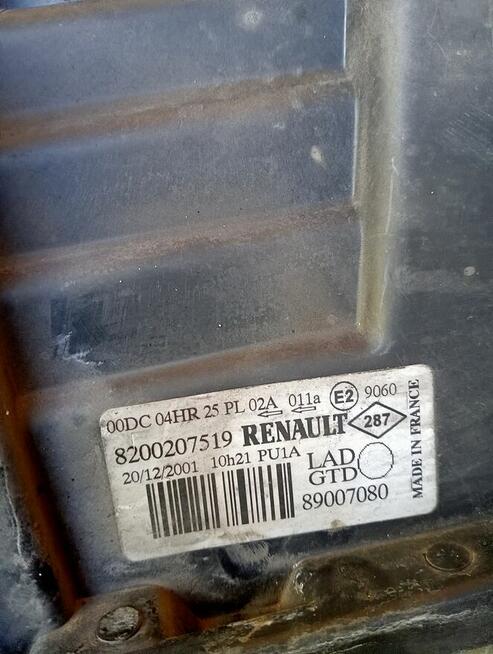 00DC 04HR 25 PL 02A 011a E2 9060
8200207519 RENAULT 287
20/12/2001 10h21 PU1A LAD
GTD
89007080
MADE IN FRANCE